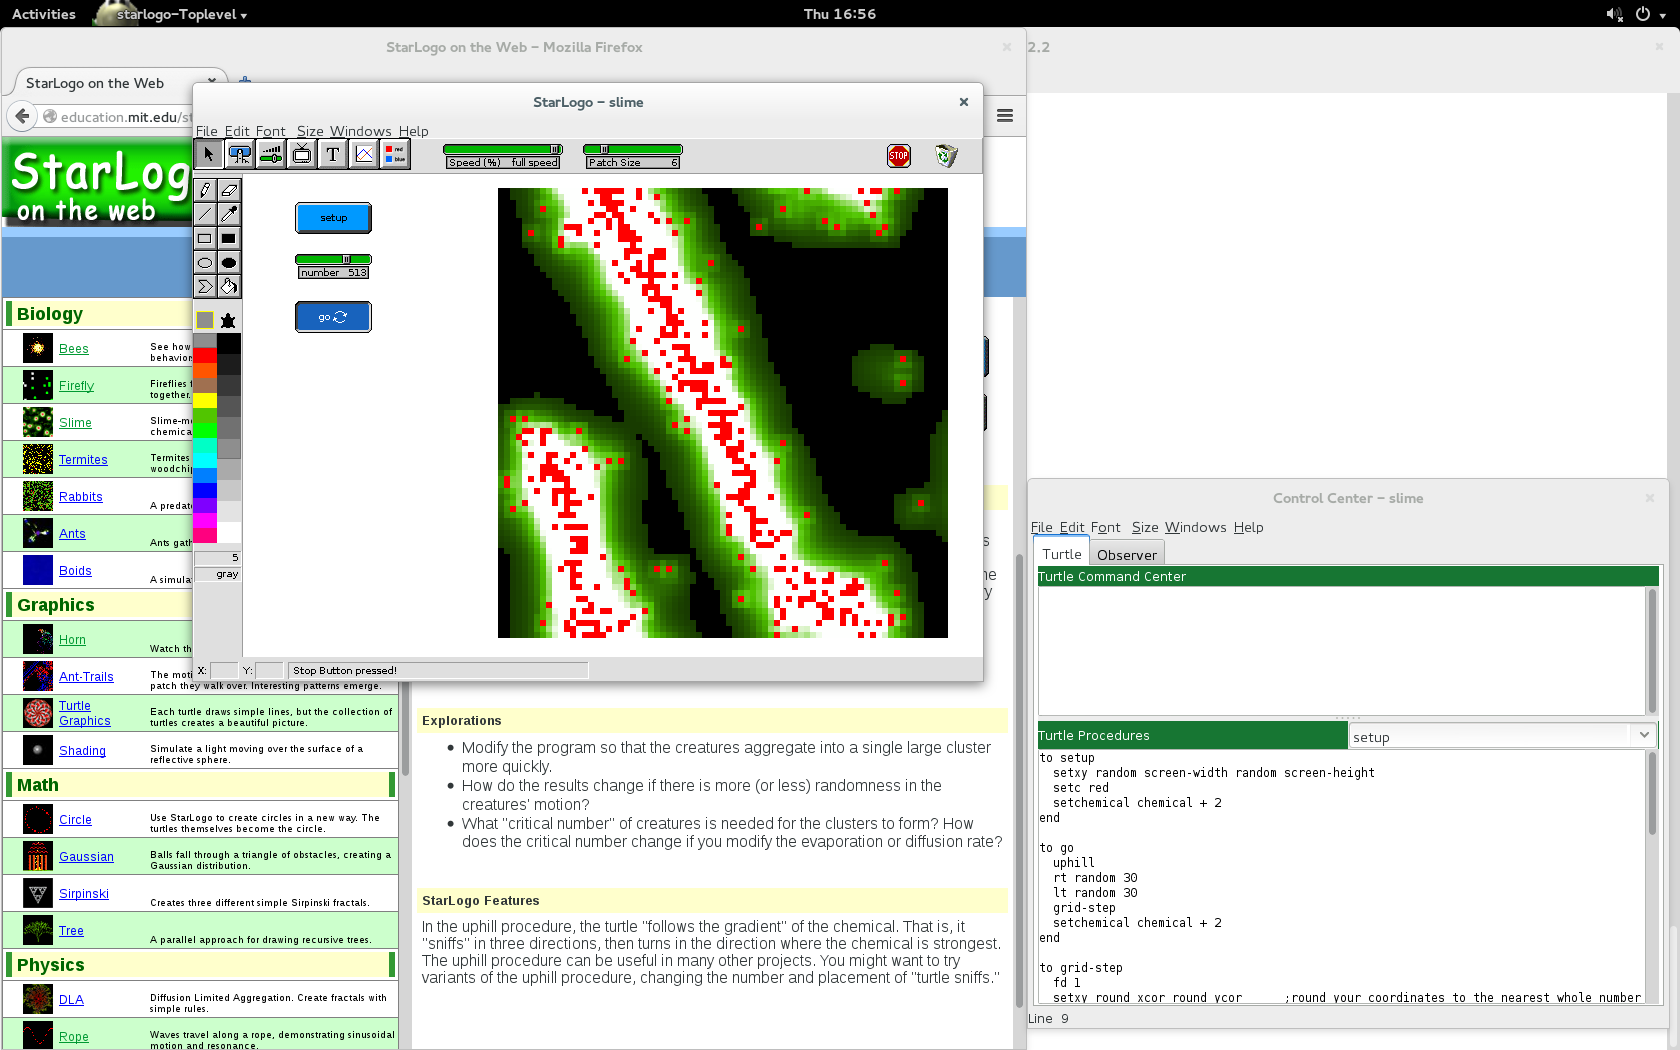 Activities
starlogo-Toplevel
Thu 16:56
StarLogo on the Web – Mozilla Firefox
2.2
StarLogo on the Web
education.mit.edu/st
StarLog
on the web
Biology
Bees
See how
behavior
Firefly
Fireflies
together.
Slime
Slime-m
chemica
Termites
Termites
woodchip
Rabbits
A predat
Ants
Ants gath
Boids
A simulat
Graphics
Horn
Watch th
Ant-Trails
The moti
patch they walk over. Interesting patterns emerge.
Turtle
Graphics
Each turtle draws simple lines, but the collection of
turtles creates a beautiful picture.
Shading
Simulate a light moving over the surface of a
reflective sphere.
Math
Circle
Use StarLogo to create circles in a new way. The
turtles themselves become the circle.
Gaussian
Balls fall through a triangle of obstacles, creating a
Gaussian distribution.
Sirpinski
Creates three different simple Sirpinski fractals.
Tree
A parallel approach for drawing recursive trees.
Physics
DLA
Diffusion Limited Aggregation. Create fractals with
simple rules.
Rope
Waves travel along a rope, demonstrating sinusoidal
motion and resonance.
StarLogo – slime
File Edit Font Size Windows Help
T
red
blue
Speed (%) full speed
Patch Size 6
STOP
setup
number 513
go
5
gray
X:
Y:
Stop Button pressed!
s
ne
y
Explorations
• Modify the program so that the creatures aggregate into a single large cluster
more quickly.
• How do the results change if there is more (or less) randomness in the
creatures' motion?
• What "critical number" of creatures is needed for the clusters to form? How
does the critical number change if you modify the evaporation or diffusion rate?
StarLogo Features
In the uphill procedure, the turtle "follows the gradient" of the chemical. That is, it
"sniffs" in three directions, then turns in the direction where the chemical is strongest.
The uphill procedure can be useful in many other projects. You might want to try
variants of the uphill procedure, changing the number and placement of "turtle sniffs."
Control Center – slime
File Edit Font Size Windows Help
Turtle
Observer
Turtle Command Center
Turtle Procedures
setup
to setup
setxy random screen-width random screen-height
setc red
setchemical chemical + 2
end
to go
uphill
rt random 30
lt random 30
grid-step
setchemical chemical + 2
end
to grid-step
fd 1
setxy round xcor round ycor ;round your coordinates to the nearest whole number
Line 9